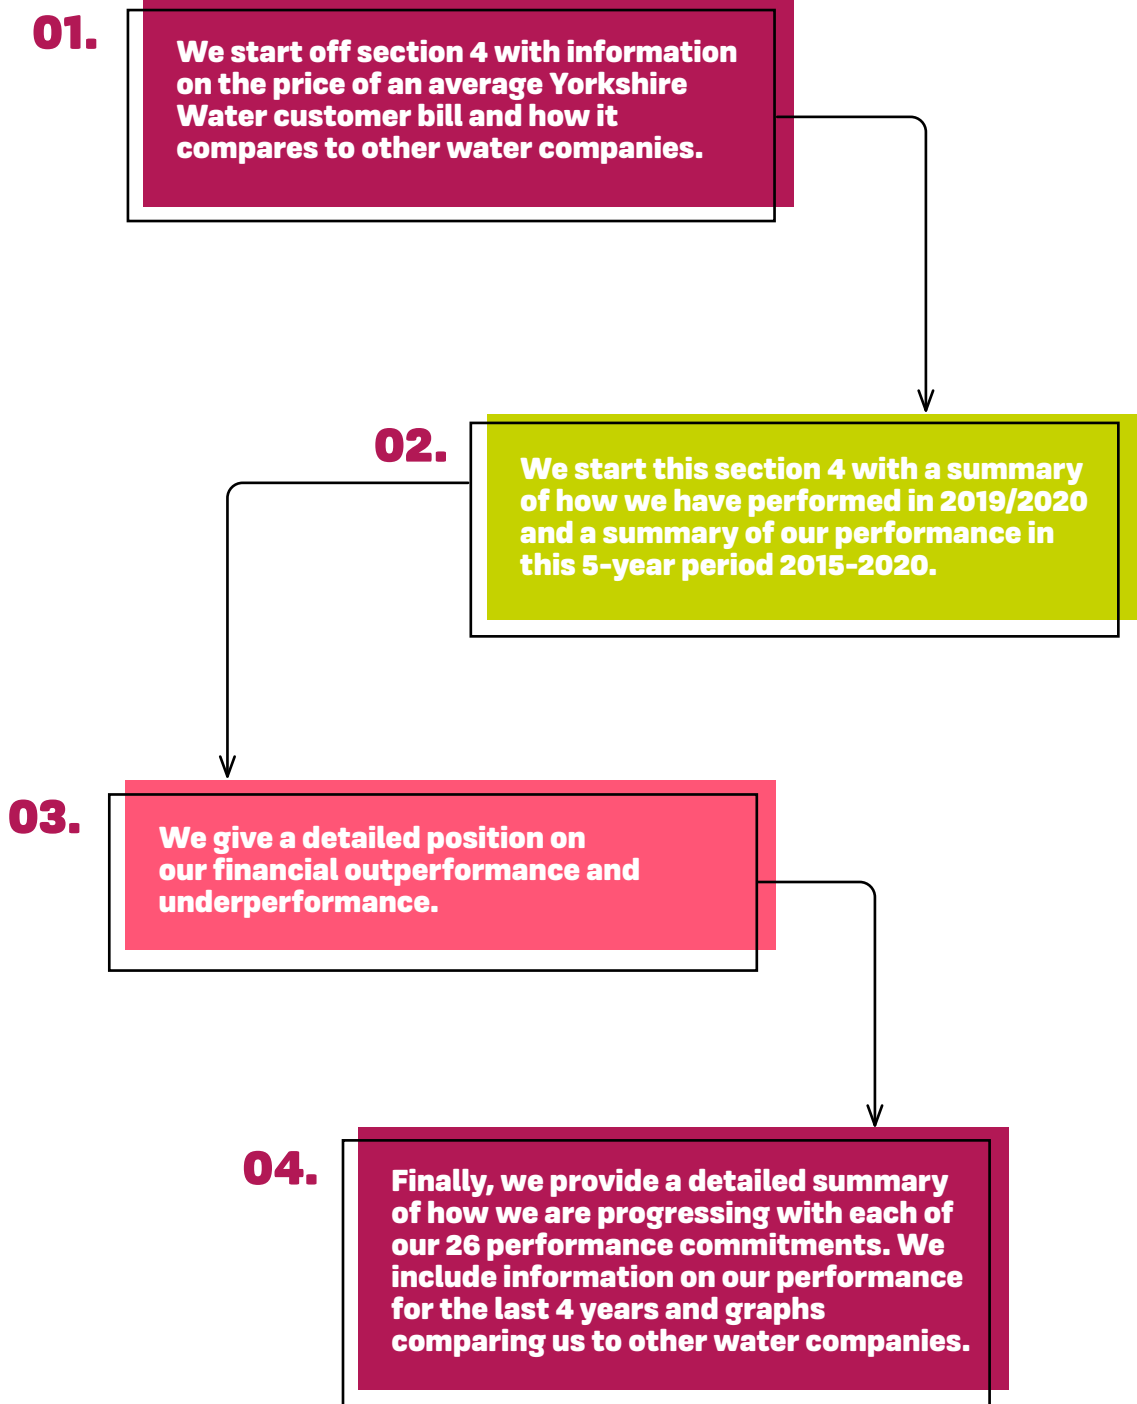 01.
We start off section 4 with information
on the price of an average Yorkshire
Water customer bill and how it
compares to other water companies.
02.
We start this section 4 with a summary
of how we have performed in 2019/2020
and a summary of our performance in
this 5-year period 2015-2020.
03.
We give a detailed position on
our financial outperformance and
underperformance.
04.
Finally, we provide a detailed summary
of how we are progressing with each of
our 26 performance commitments. We
include information on our performance
for the last 4 years and graphs
comparing us to other water companies.